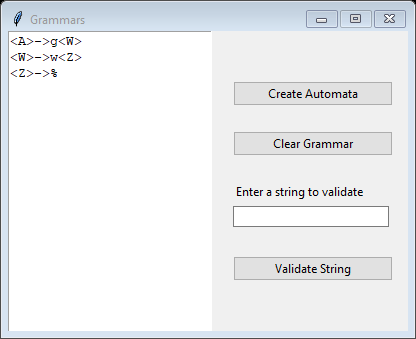 Grammars
<A>->g<W>
<W>->w<Z>
<Z>->%
Create Automata
Clear Grammar
Enter a string to validate
Validate String